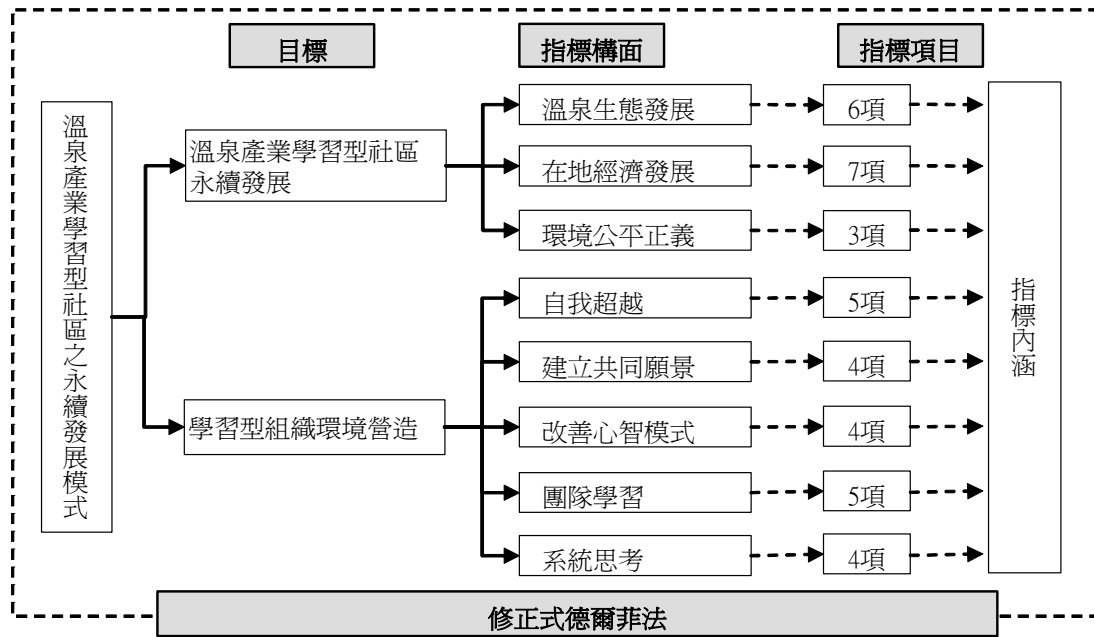 目標
指標構面
指標項目
溫泉產業學習型社區之永續發展模式
溫泉產業學習型社區
永續發展
溫泉生態發展
6項
在地經濟發展
7項
環境公平正義
3項
學習型組織環境營造
自我超越
5項
建立共同願景
4項
改善心智模式
4項
團隊學習
5項
系統思考
4項
指標內涵
修正式德爾菲法